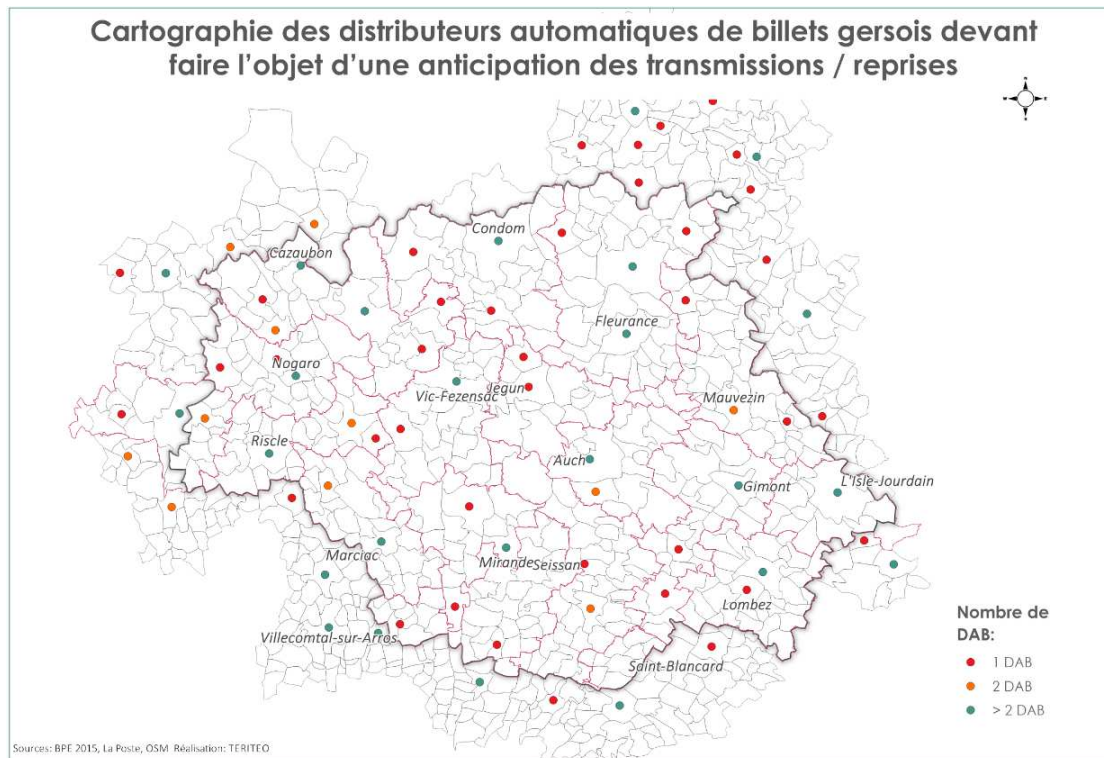 Cartographie des distributeurs automatiques de billets gersois devant
faire l'objet d'une anticipation des transmissions / reprises
Condom
Cazaubon
Fleurance
Nogaro
Vic-Fezensac
Jegun
Mauvezin
Riscle
Auch
Gimont
L'Isle-Jourdain
Marciac
Mirande
Seissan
Lombez
Villecomtal-sur-Arros
Saint-Blancard
Nombre de
DAB:
1 DAB
2 DAB
> 2 DAB
Sources: BPE 2015, La Poste, OSM Réalisation: TERITEO